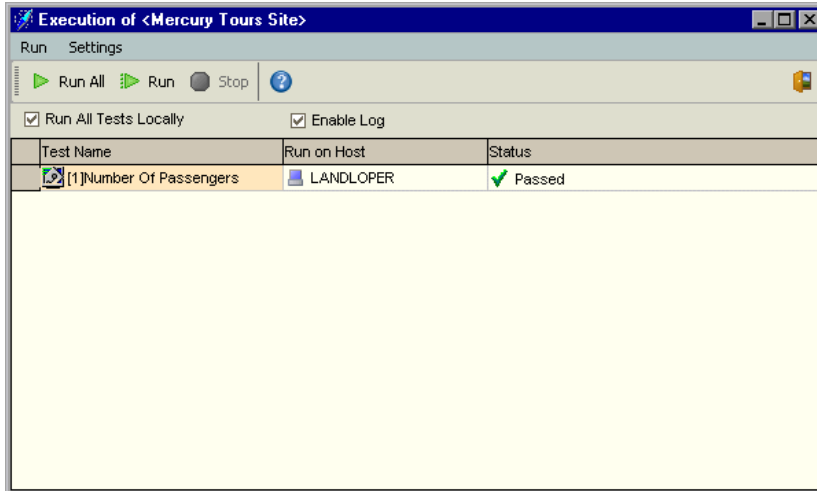 Execution of <Mercury Tours Site>
Run Settings
Run All Run Stop
Run All Tests Locally Enable Log
Test Name Run on Host Status
[1]Number Of Passengers LANDLOPER Passed